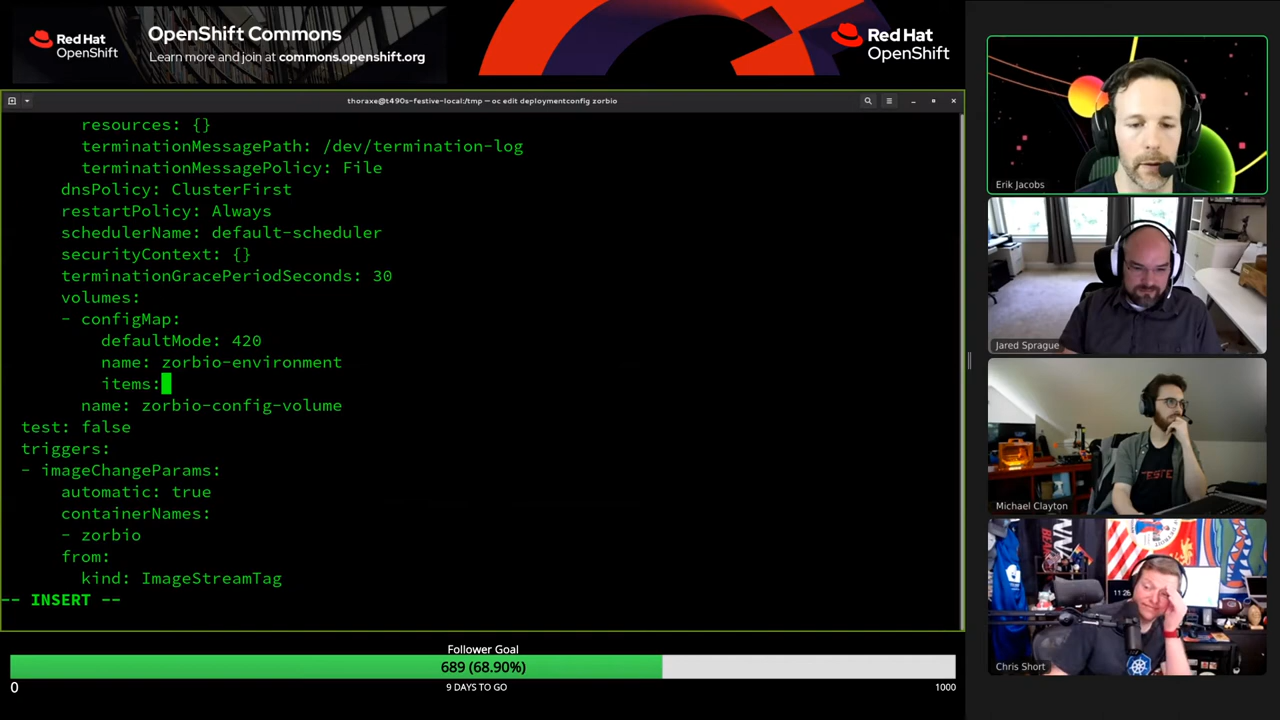 Red Hat
OpenShift
OpenShift Commons
Learn more and join at commons.openshift.org
Red Hat
OpenShift
thoraxe@t490s-festive-local:/tmp — oc edit deploymentconfig zorbio
resources: {}
terminationMessagePath: /dev/termination-log
terminationMessagePolicy: File
dnsPolicy: ClusterFirst
restartPolicy: Always
schedulerName: default-scheduler
securityContext: {}
terminationGracePeriodSeconds: 30
volumes:
- configMap:
defaultMode: 420
name: zorbio-environment
items:
name: zorbio-config-volume
test: false
triggers:
- imageChangeParams:
automatic: true
containerNames:
- zorbio
from:
kind: ImageStreamTag
-- INSERT --
Follower Goal
689 (68.90%)
0
9 DAYS TO GO
1000
Erik Jacobs
Jared Sprague
Michael Clayton
Chris Short